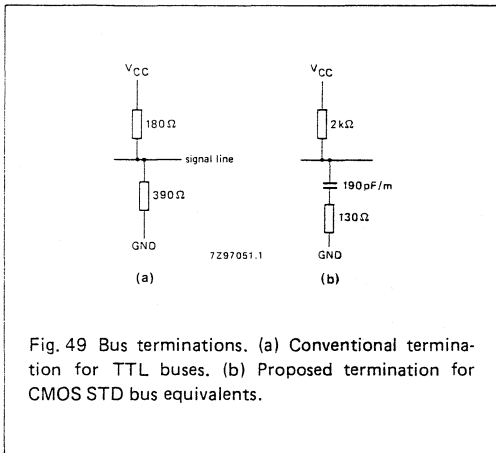 VCC
VCC
180Ω
2kΩ
signal line
390Ω
190pF/m
130Ω
GND
GND
7Z97051.1
(a)
(b)
Fig. 49 Bus terminations. (a) Conventional termina-
tion for TTL buses. (b) Proposed termination for
CMOS STD bus equivalents.